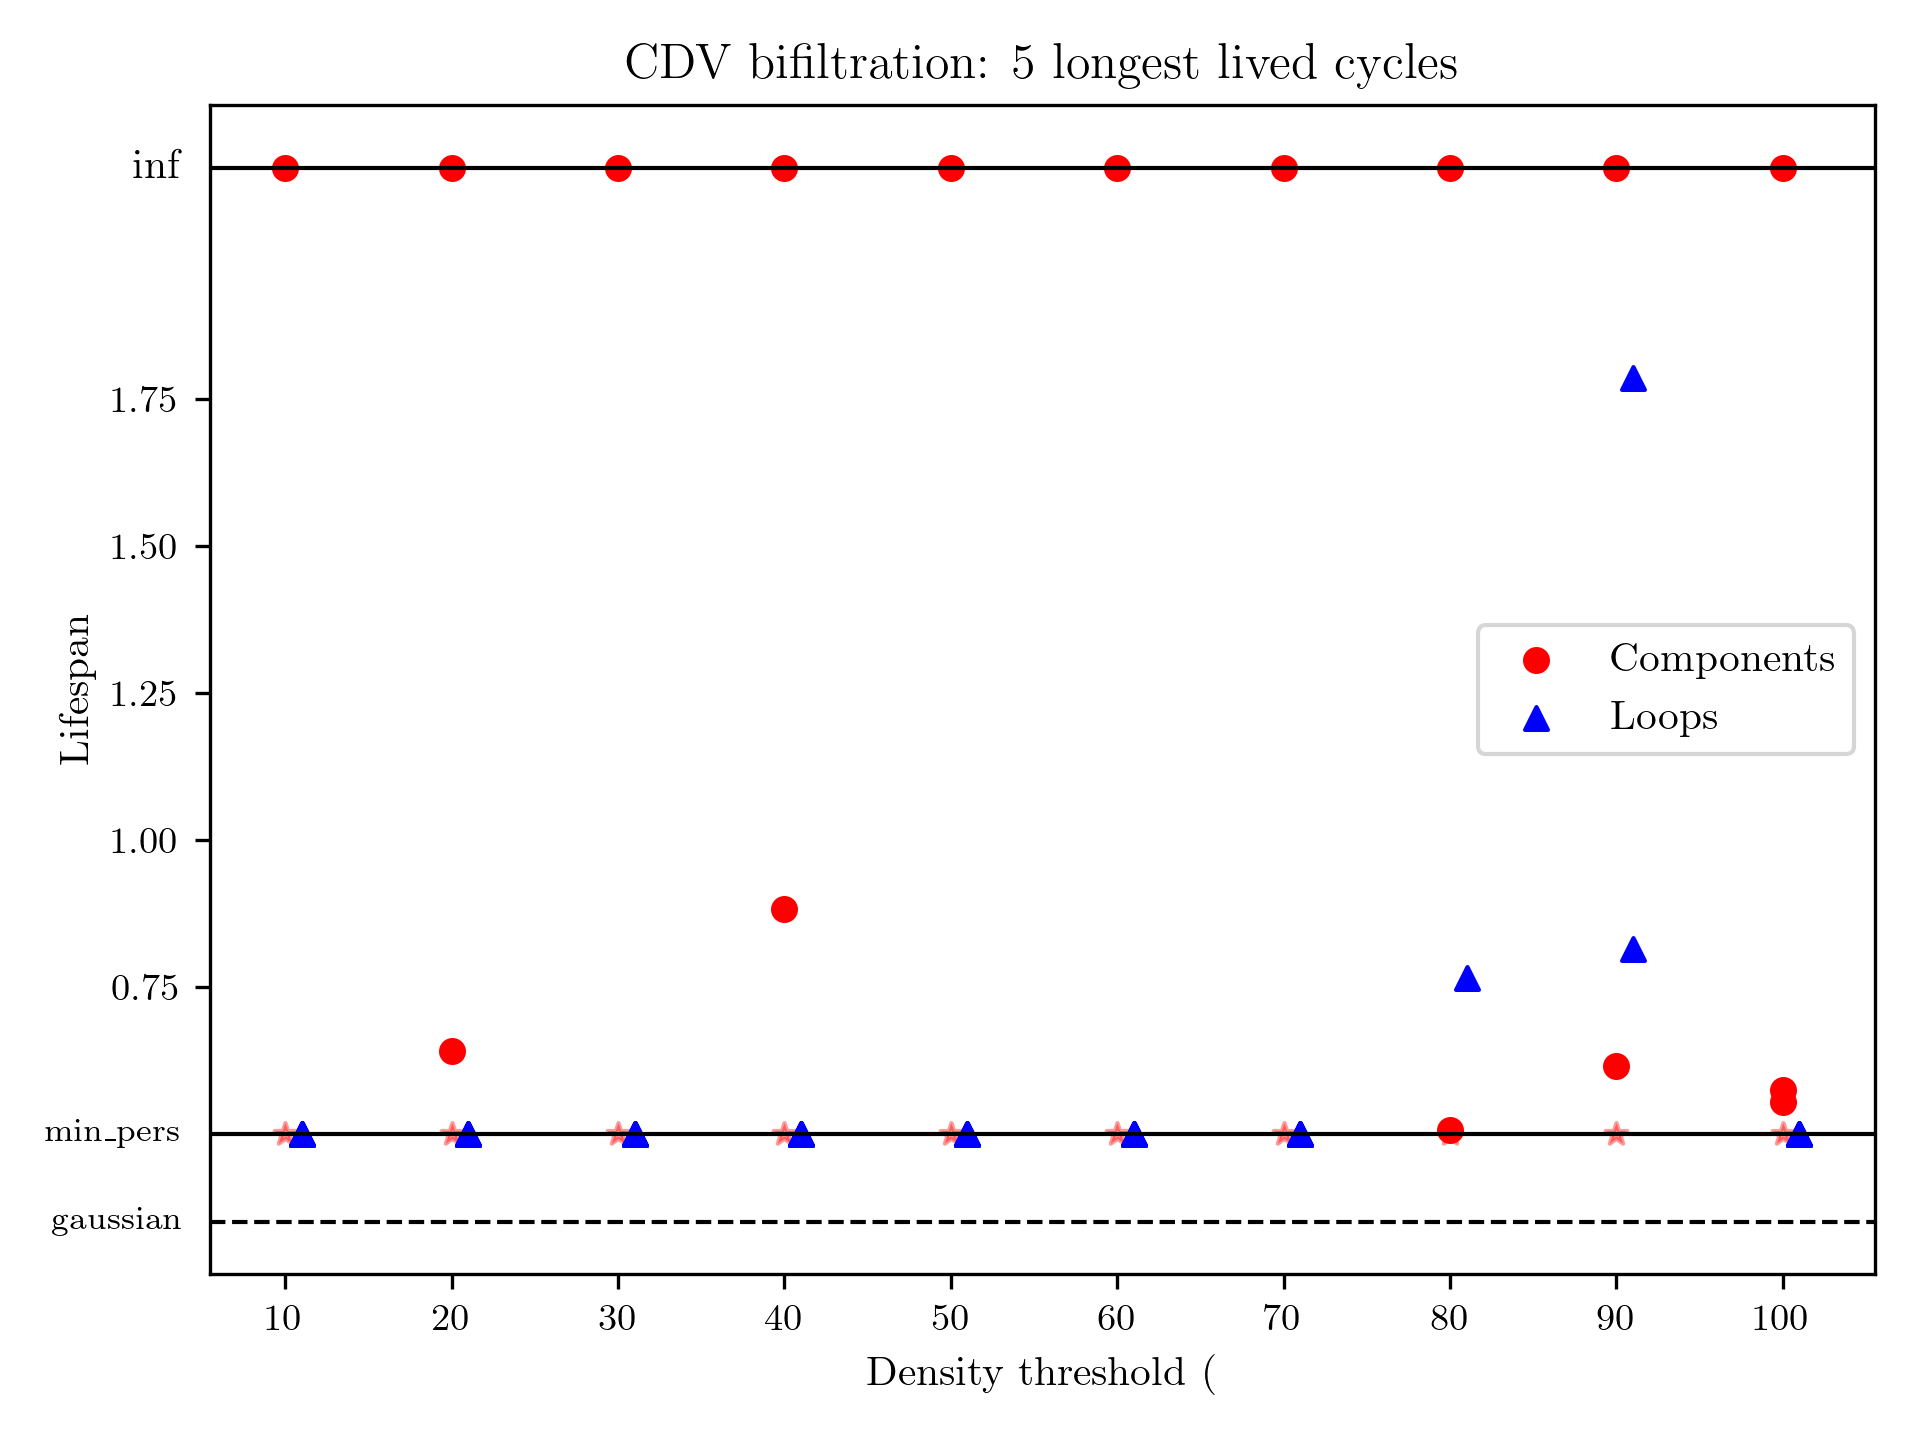 CDV bifiltration: 5 longest lived cycles
inf
1.75
1.50
1.25
1.00
0.75
min_pers
gaussian
Lifespan
Components
Loops
10 20 30 40 50 60 70 80 90 100
Density threshold (